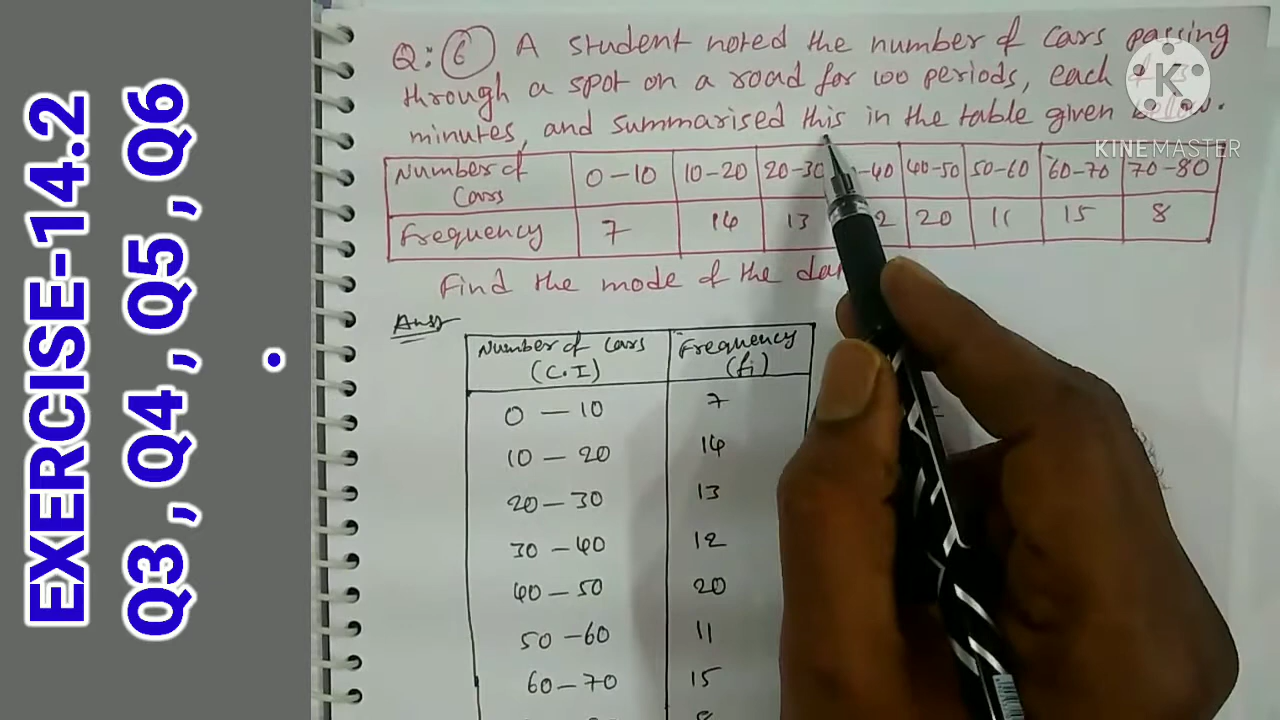 EXERCISE-14.2
Q3, Q4, Q5, Q6
.
Q: 6 A student noted the number of cars passing
through a spot on a road for 100 periods, each
minutes, and summarised this in the table given below.
KINEMASTER
Number of Cars 0-10 10-20 20-30 -40 40-50 50-60 60-70 70-80
Frequency 7 14 13 2 20 11 15 8
Find the mode of the
Ans:
Number of Cars (C.I) Frequency (fi)
0 - 10 7
10 - 20 14
20 - 30 13
30 - 40 12
40 - 50 20
50 - 60 11
60 - 70 15